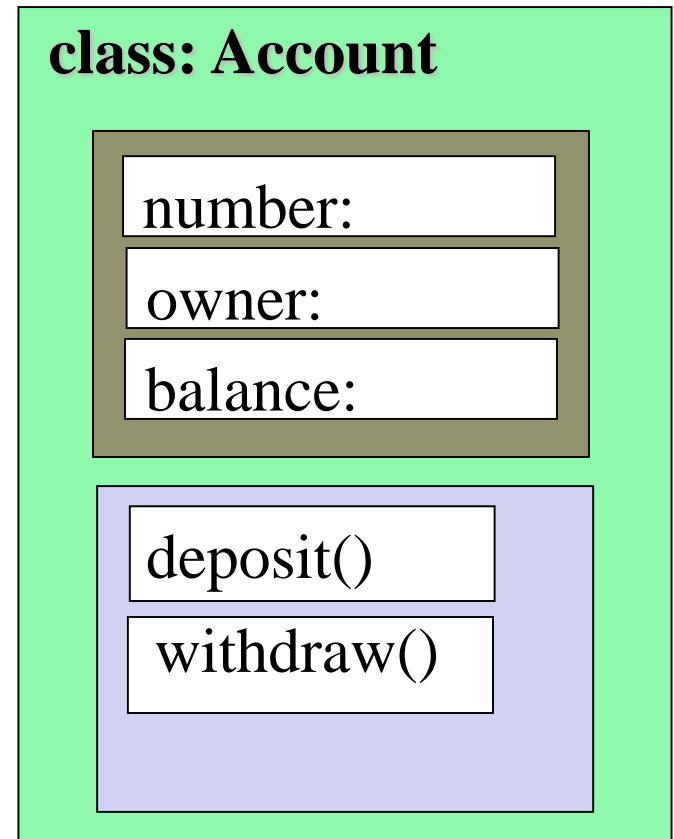 class: Account
number:
owner:
balance:
deposit()
withdraw()